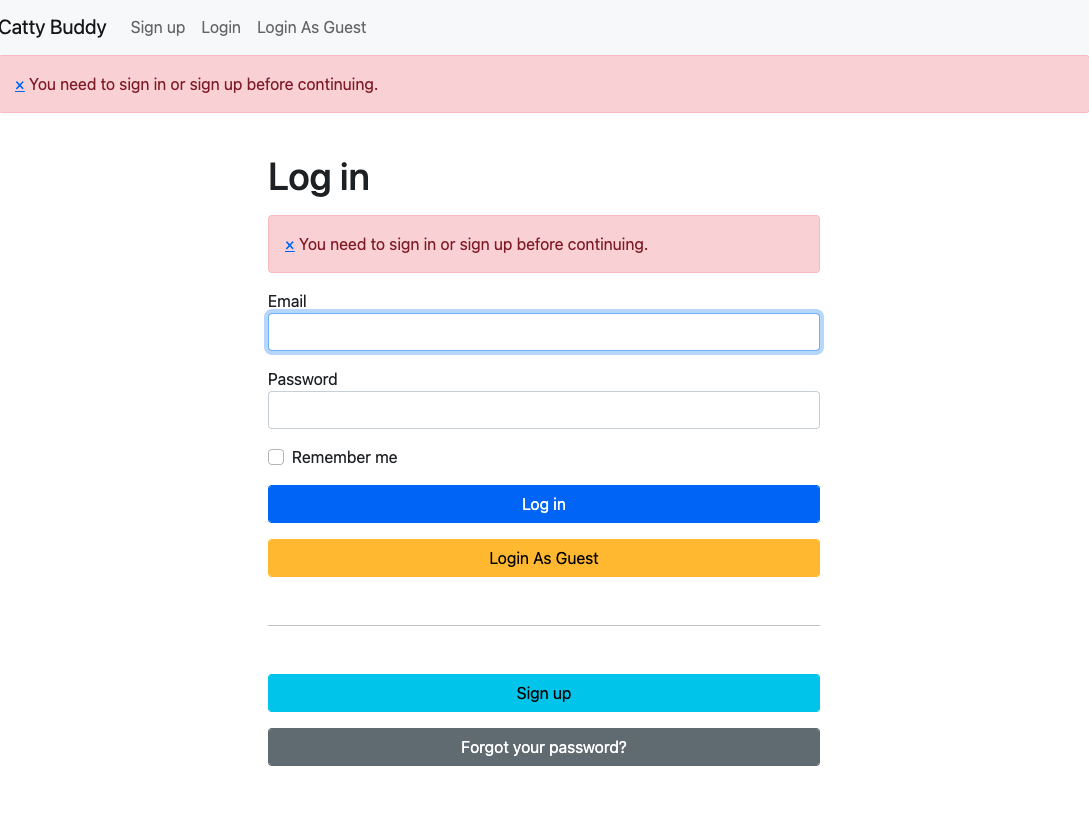 Catty Buddy Sign up Login Login As Guest
× You need to sign in or sign up before continuing.
Log in
× You need to sign in or sign up before continuing.
Email
Password
Remember me
Log in
Login As Guest
Sign up
Forgot your password?